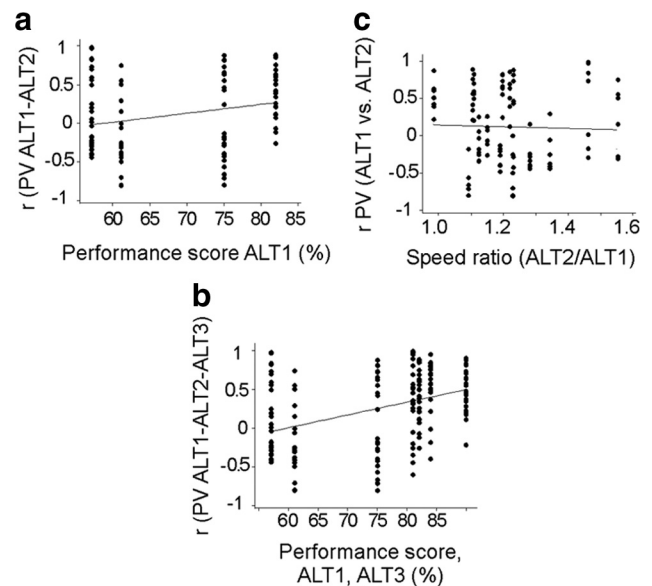 a
r (PV ALT1-ALT2)
1
0.5
0
-0.5
-1
60 65 70 75 80 85
Performance score ALT1 (%)
c
r PV (ALT1 vs. ALT2)
1
0.5
0
-0.5
-1
1.0 1.2 1.4 1.6
Speed ratio (ALT2/ALT1)
b
r (PV ALT1-ALT2-ALT3)
1
0.5
0
-0.5
-1
60 65 70 75 80 85
Performance score,
ALT1, ALT3 (%)